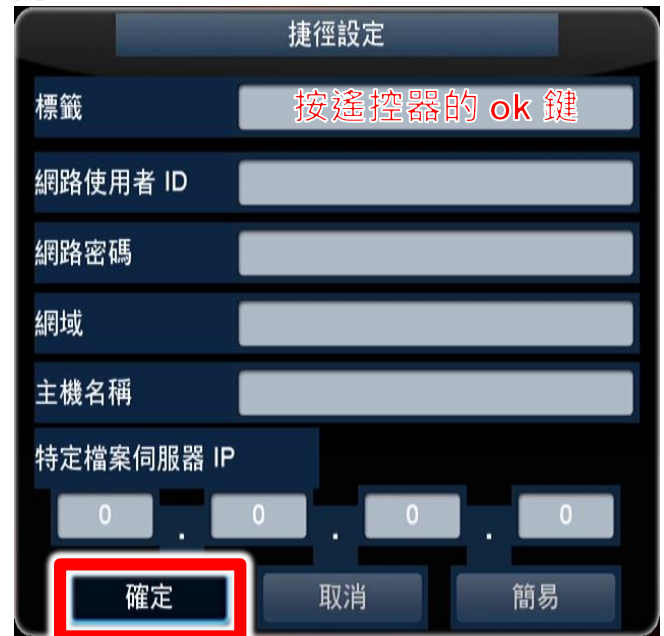 捷徑設定
標籤 按遙控器的 ok 鍵
網路使用者 ID
網路密碼
網域
主機名稱
特定檔案伺服器 IP
0 . 0 . 0 . 0
確定 取消 簡易